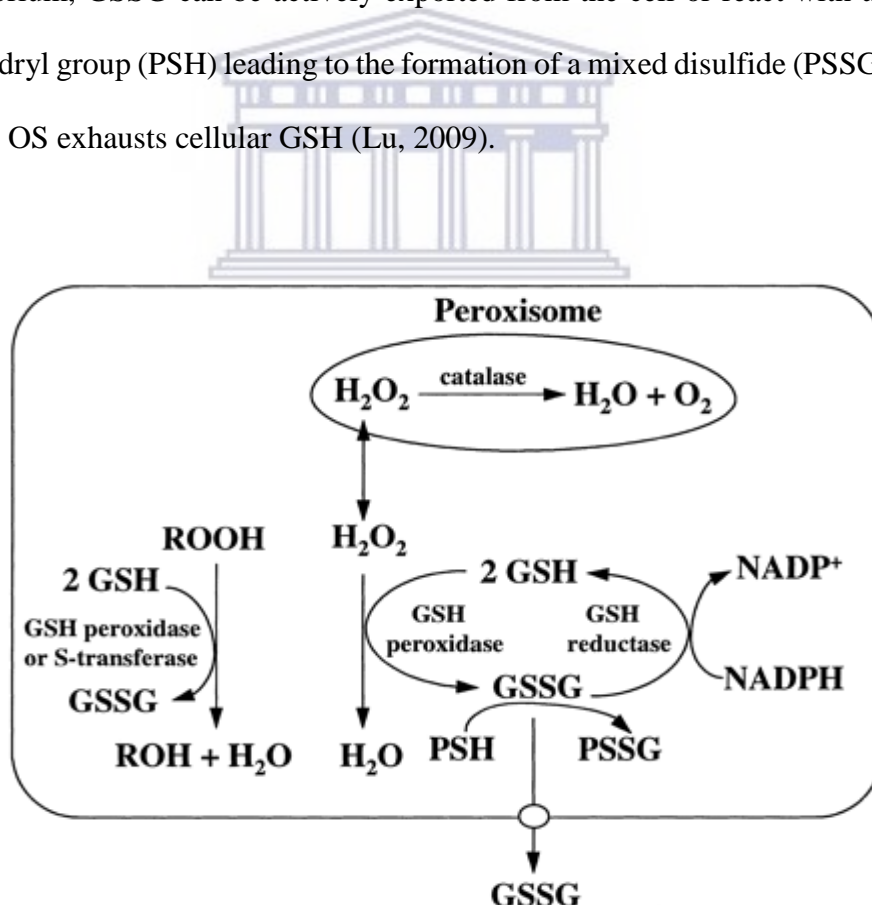 GSSG can be actively exported from the cell or react with
dryl group (PSH) leading to the formation of a mixed disulfide (PSSG
OS exhausts cellular GSH (Lu, 2009).
Peroxisome
H₂O₂ catalase H₂O + O₂
ROOH H₂O₂
2 GSH 2 GSH NADP⁺
GSH peroxidase GSH GSH
or S-transferase peroxidase reductase
GSSG GSSG NADPH
ROH + H₂O H₂O PSH PSSG
GSSG